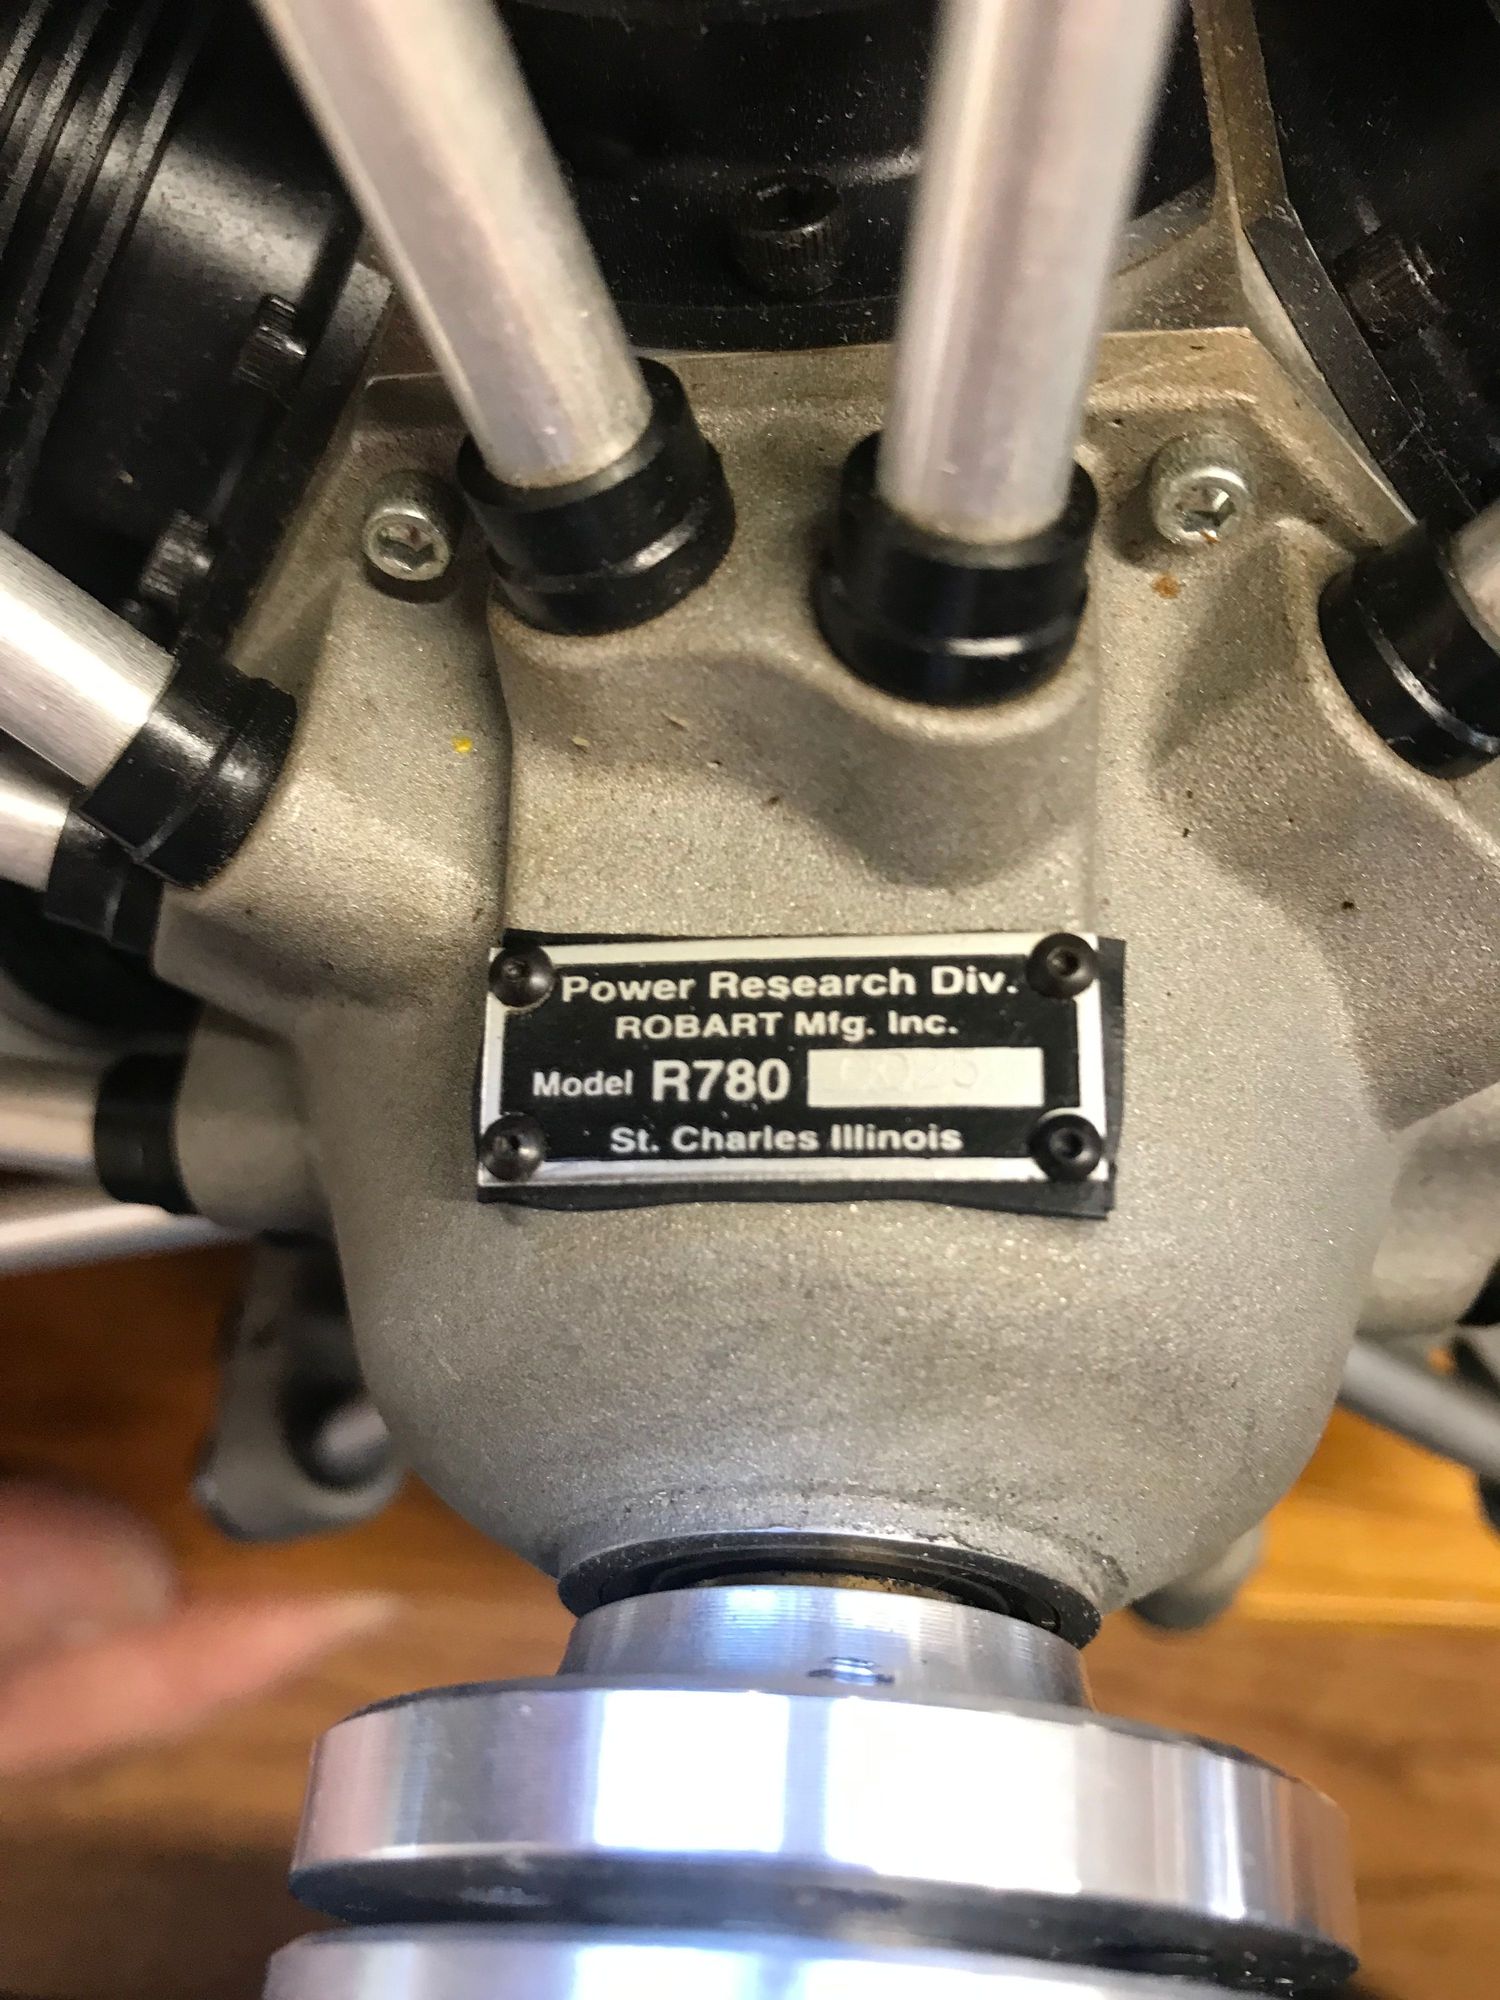 Power Research Div.
ROBART Mfg. Inc.
Model R780
St. Charles Illinois